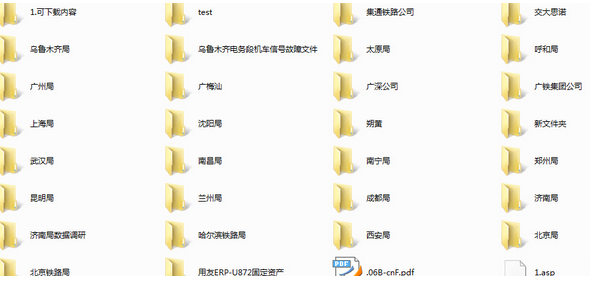 1.可下载内容
test
集通铁路公司
交大思诺
乌鲁木齐局
乌鲁木齐电务段机车信号故障文件
太原局
呼和局
广州局
广梅汕
广深公司
广铁集团公司
上海局
沈阳局
朔黄
新文件夹
武汉局
南昌局
南宁局
郑州局
昆明局
兰州局
成都局
济南局
济南局数据调研
哈尔滨铁路局
西安局
北京局
北京铁路局
用友ERP-U872固定资产
PDF
.06B-cnF.pdf
1.asp